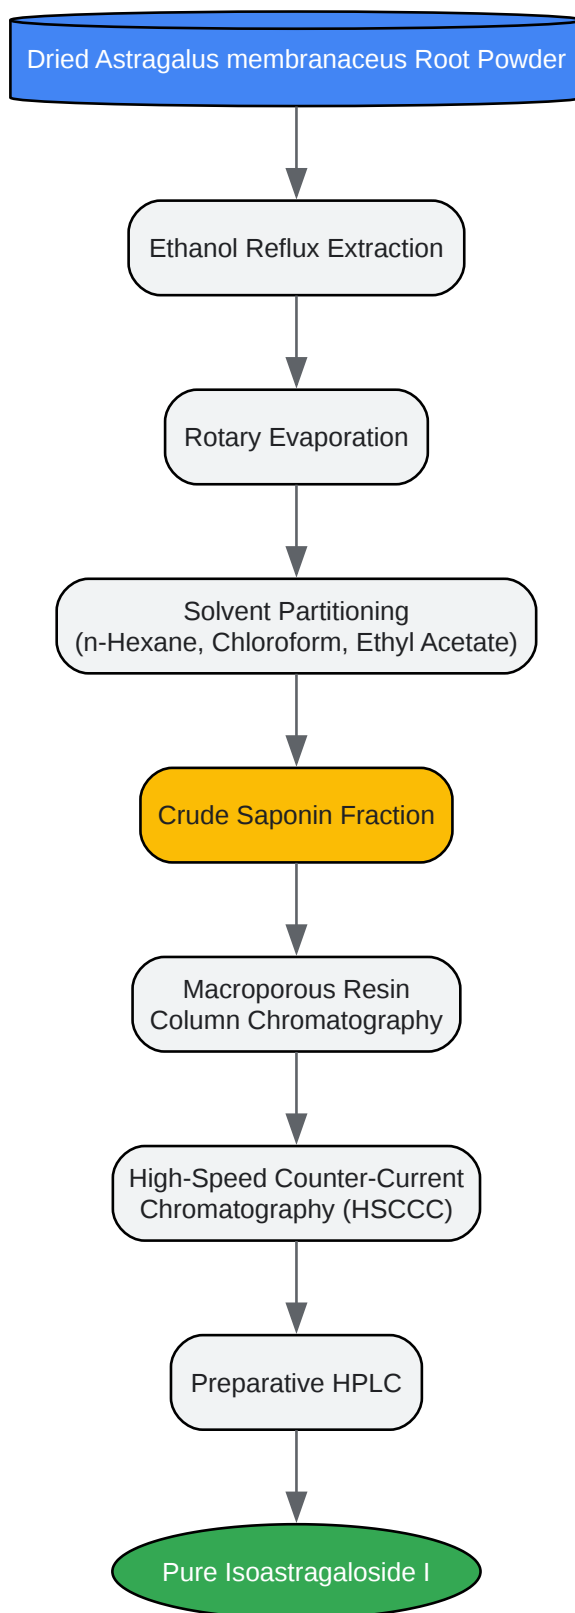 Dried Astragalus membranaceus Root Powder
Ethanol Reflux Extraction
Rotary Evaporation
Solvent Partitioning
(n-Hexane, Chloroform, Ethyl Acetate)
Crude Saponin Fraction
Macroporous Resin
Column Chromatography
High-Speed Counter-Current
Chromatography (HSCCC)
Preparative HPLC
Pure Isoastragaloside I